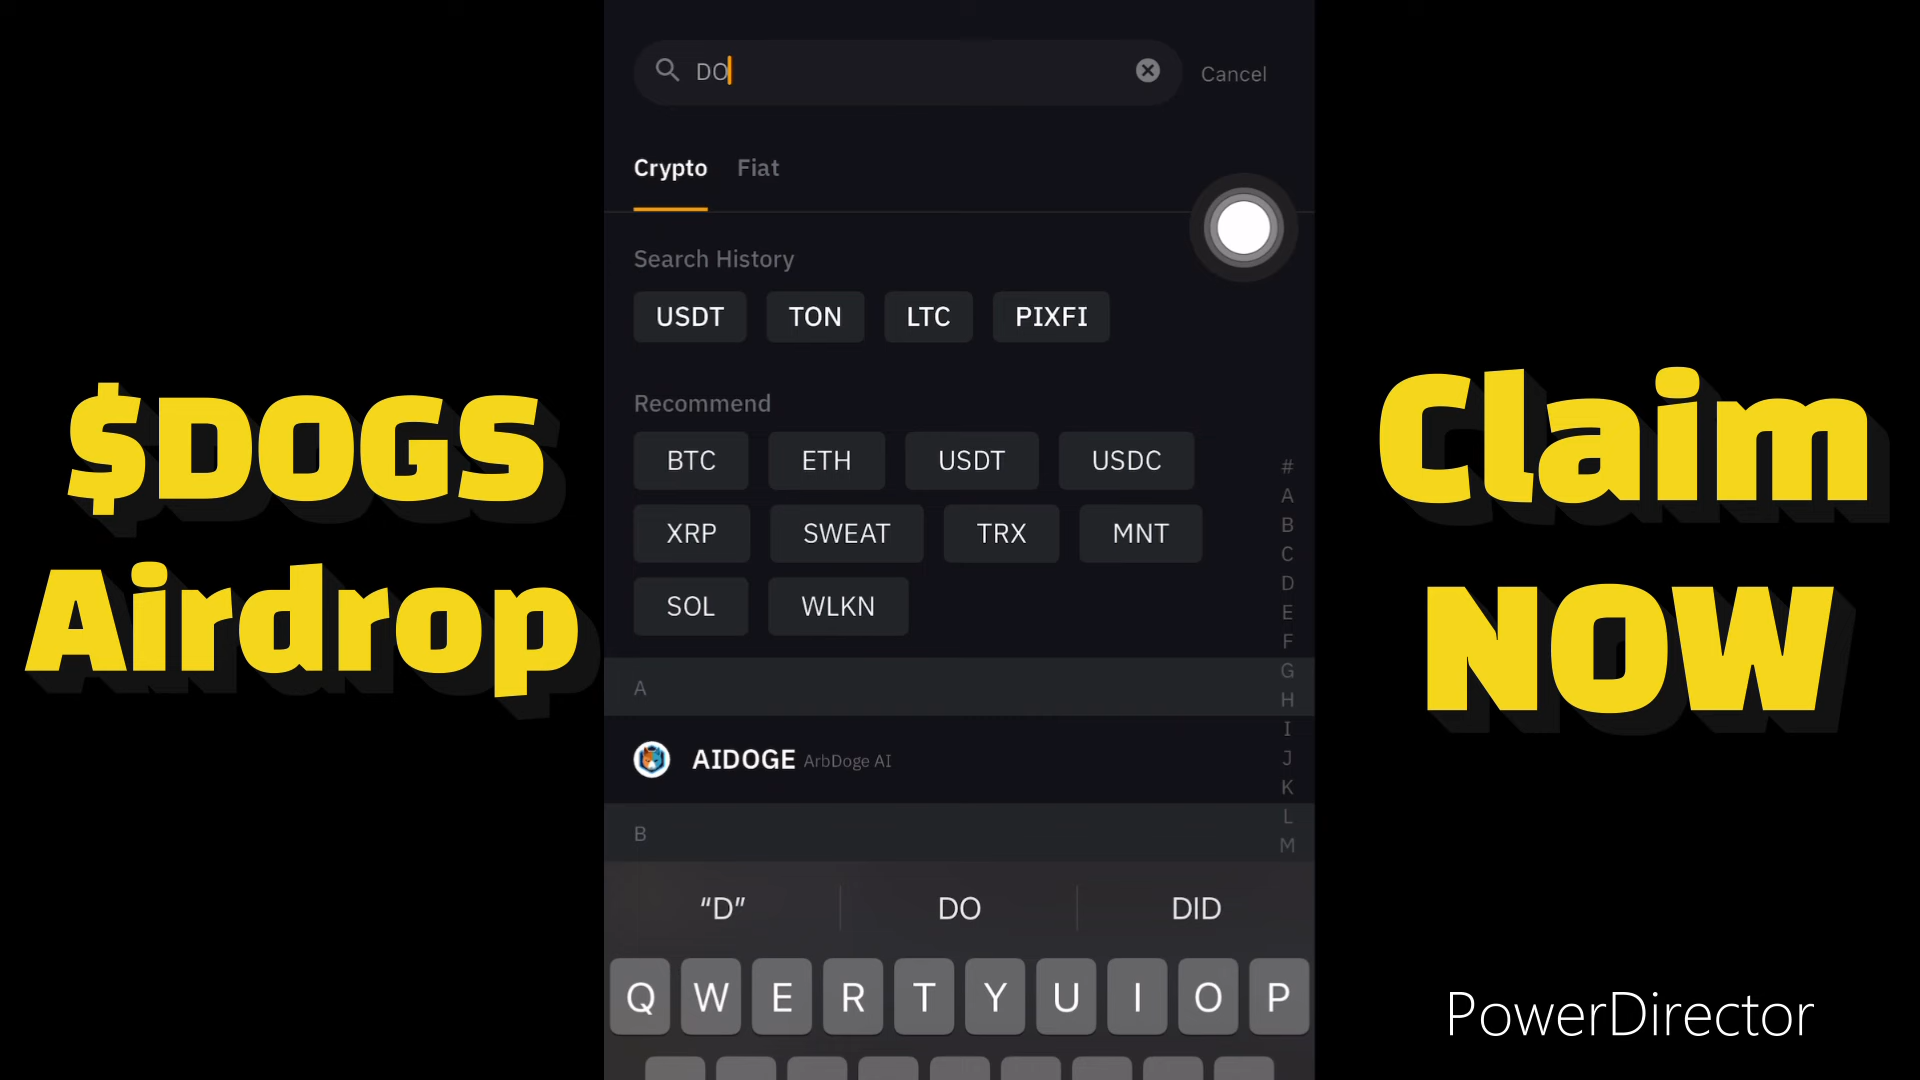 DO
Cancel
Crypto Fiat
Search History
USDT TON LTC PIXFI
Recommend
BTC ETH USDT USDC
XRP SWEAT TRX MNT
SOL WLKN
A
AIDOGE ArbDoge AI
B
#
A
B
C
D
E
F
G
H
I
J
K
L
M
“D” DO DID
Q W E R T Y U I O P
$DOGS
Airdrop
Claim
NOW
PowerDirector